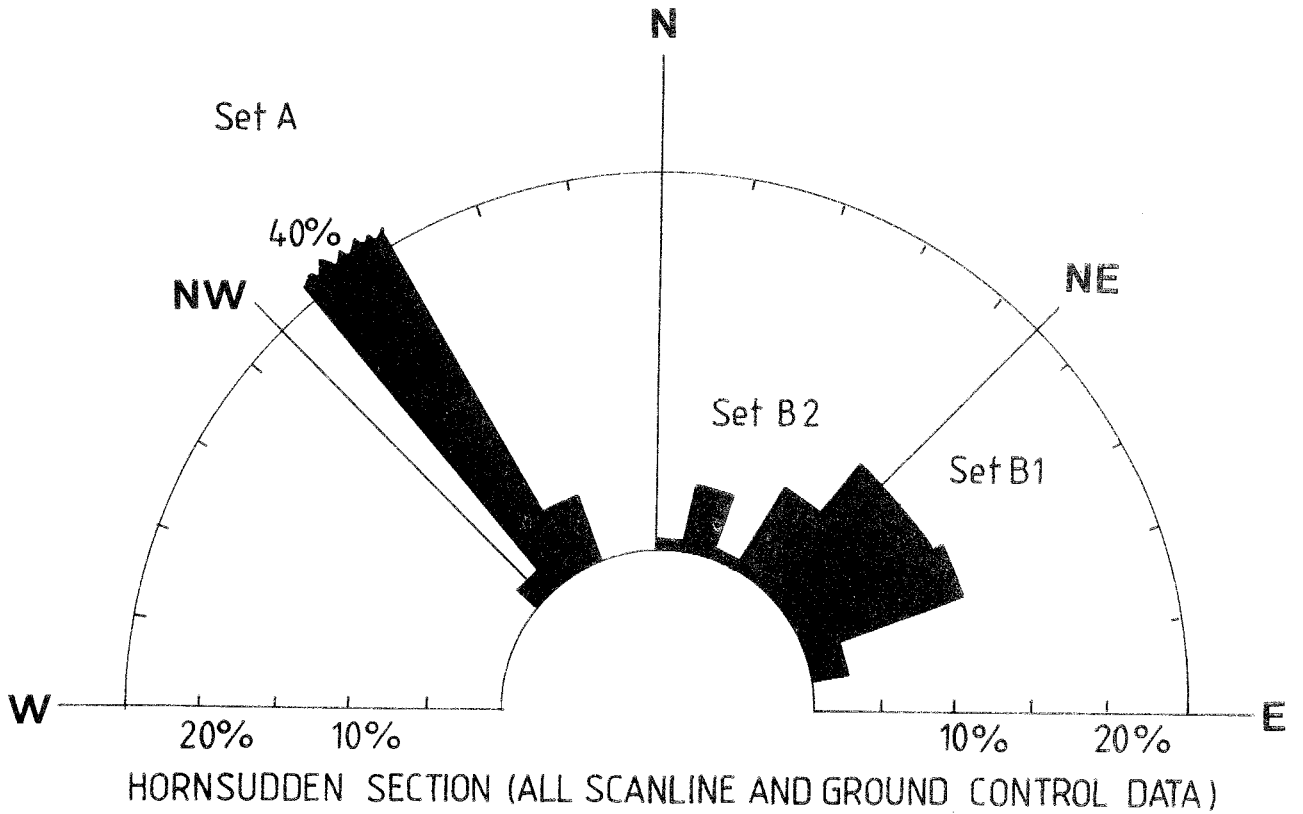 N
Set A
40%
NW
NE
Set B2
Set B1
W
E
20% 10% 10% 20%
HORNSUDDEN SECTION (ALL SCANLINE AND GROUND CONTROL DATA)